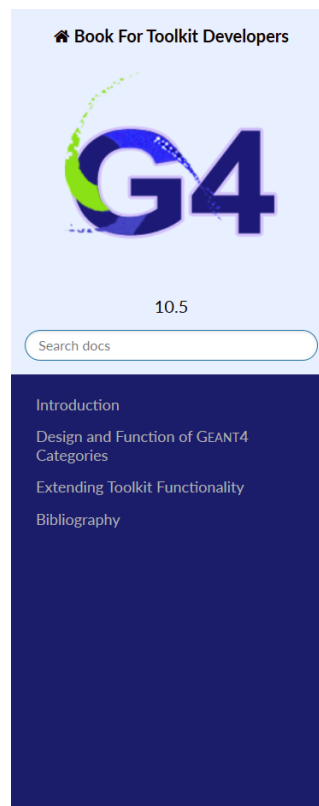 Book For Toolkit Developers
G4
10.5
Search docs
Introduction
Design and Function of GEANT4
Categories
Extending Toolkit Functionality
Bibliography